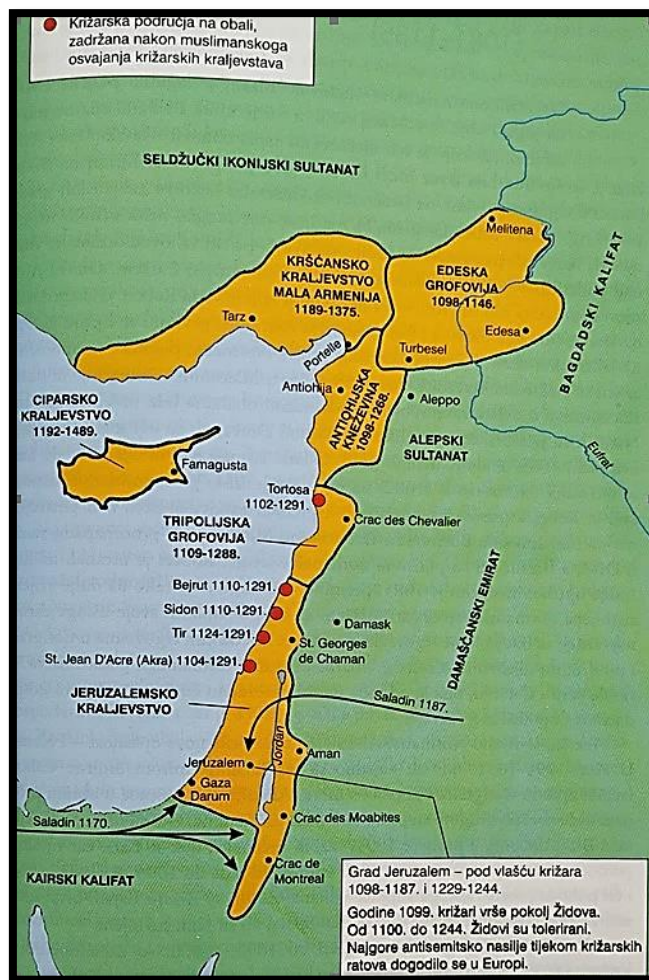 Križarska područja na obali,
zadržana nakon muslimanskoga
osvajanja križarskih kraljevstava
SELDŽUČKI IKONIJSKI SULTANAT
Melitena
KRŠĆANSKO
KRALJEVSTVO
MALA ARMENIJA
1189-1375.
EDESKA
GROFOVIJA
1098-1146.
BAGDADSKI KALIFAT
Tarz
Edesa
Portelle
Turbesel
Antiohija
Aleppo
CIPARSKO
KRALJEVSTVO
1192-1489.
ANTIOHIJSKA
KNEŽEVINA
1098-1268.
ALEPSKI
SULTANAT
Eufrat
Famagusta
Tortosa
1102-1291.
TRIPOLIJSKA
GROFOVIJA
1109-1288.
Crac des Chevalier
Bejrut 1110-1291.
Sidon 1110-1291.
Damask
Tir 1124-1291.
St. Georges
de Chaman
DAMAŠĆANSKI EMIRAT
St. Jean D'Acre (Akra) 1104-1291.
JERUZALEMSKO
KRALJEVSTVO
Saladin 1187.
Jordan
Aman
Jeruzalem
Gaza
Darum
Crac des Moabites
Saladin 1170.
Crac de
Montreal
KAIRSKI KALIFAT
Grad Jeruzalem – pod vlašću križara
1098-1187. i 1229-1244.
Godine 1099. križari vrše pokolj Židova.
Od 1100. do 1244. Židovi su tolerirani.
Najgore antisemitsko nasilje tijekom križarskih
ratova dogodilo se u Europi.